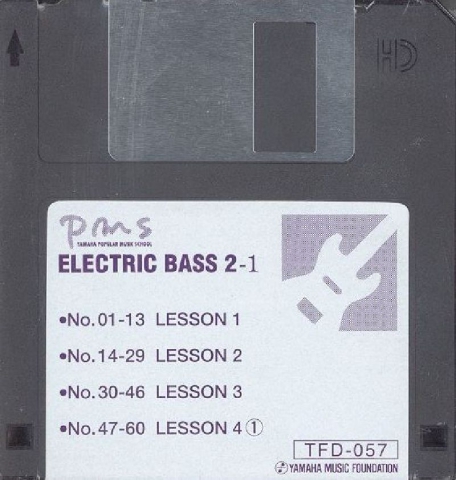 HD
pms
YAMAHA POPULAR MUSIC SCHOOL
ELECTRIC BASS 2-1
•No.01-13 LESSON 1
•No.14-29 LESSON 2
•No.30-46 LESSON 3
•No.47-60 LESSON 4①
TFD-057
YAMAHA MUSIC FOUNDATION